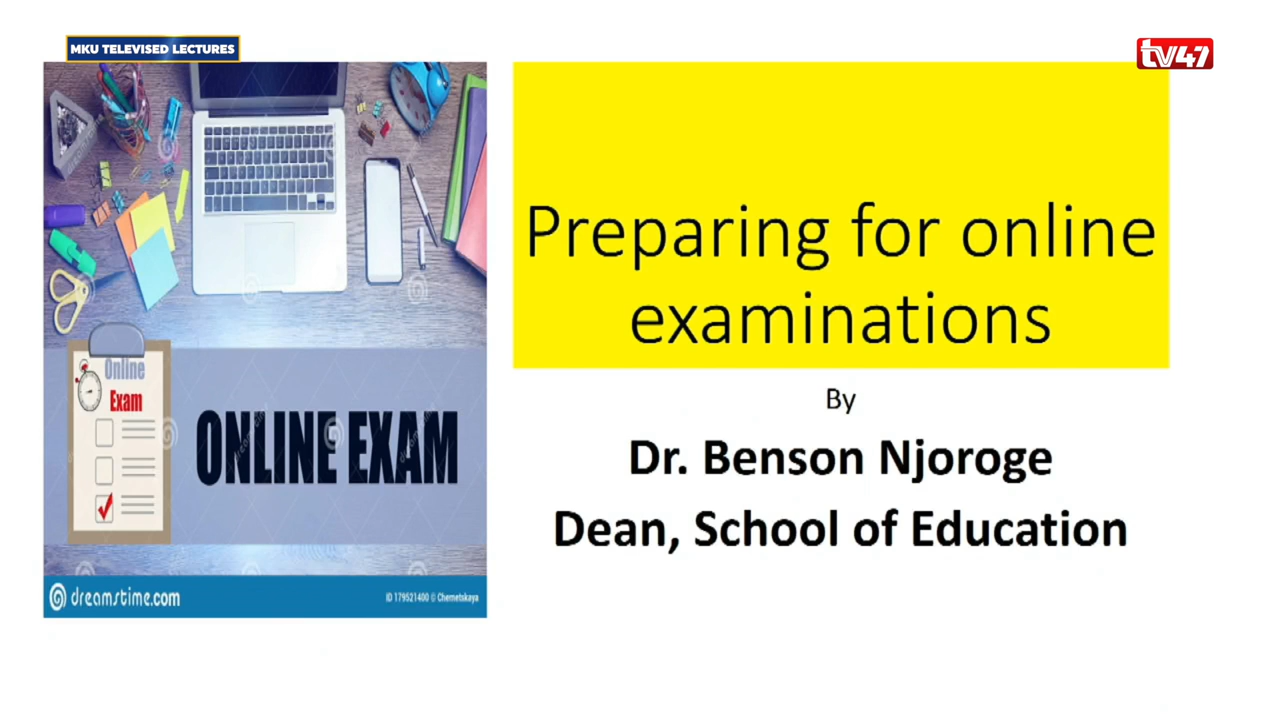 MKU TELEVISED LECTURES
tv47
Preparing for online
examinations
By
Dr. Benson Njoroge
Dean, School of Education
Online
Exam
ONLINE EXAM
dreamstime.com
ID 179521400 © Chemetskaya